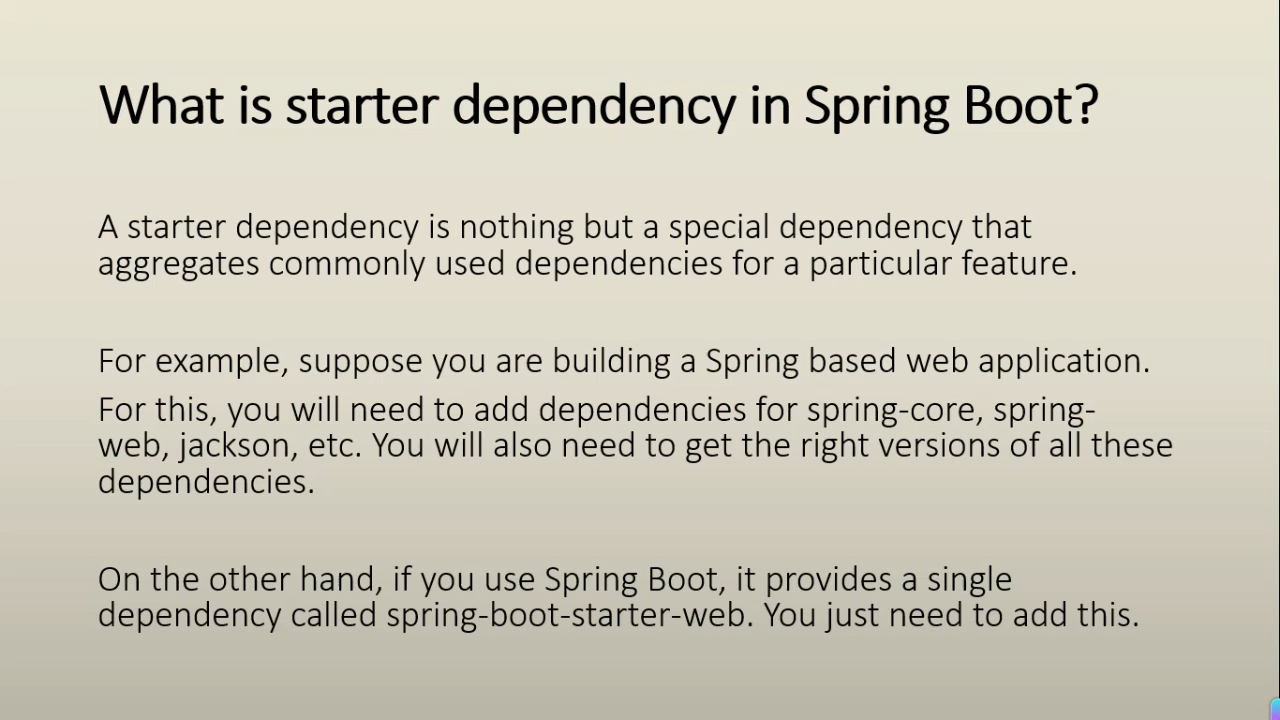 What is starter dependency in Spring Boot?
A starter dependency is nothing but a special dependency that
aggregates commonly used dependencies for a particular feature.
For example, suppose you are building a Spring based web application.
For this, you will need to add dependencies for spring-core, spring-
web, jackson, etc. You will also need to get the right versions of all these
dependencies.
On the other hand, if you use Spring Boot, it provides a single
dependency called spring-boot-starter-web. You just need to add this.